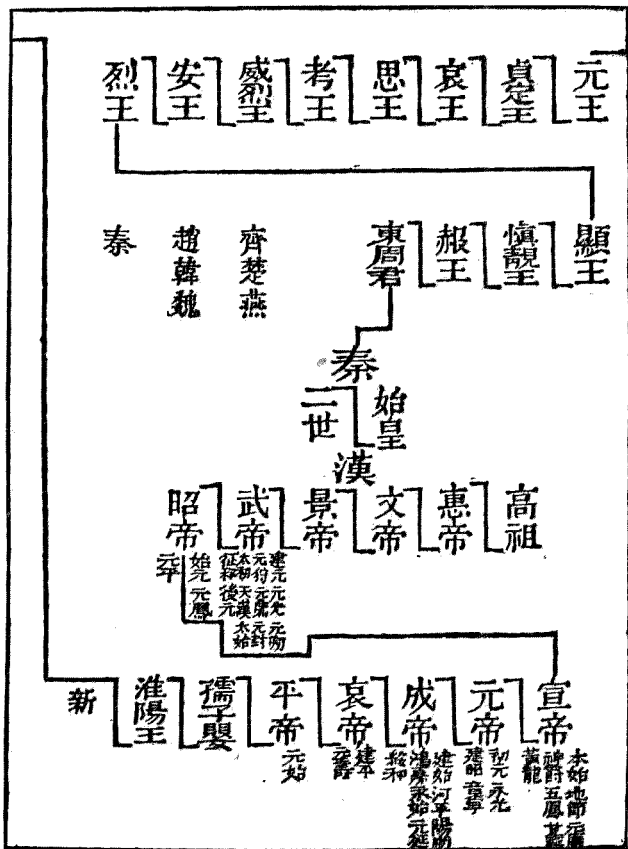 元王
貞定王
哀王
思王
考王
威烈王
安王
烈王
顯王
愼靚王
赧王
東周君
齊楚燕
趙韓魏
秦
秦
始皇
二世
漢
高祖
惠帝
文帝
景帝
武帝
建元 元光 元朔
元狩 元鼎 元封
太初 天漢 太始
征和 後元
昭帝
始元 元鳳
元平
宣帝
本始 地節 元康
神爵 五鳳 甘露
黃龍
元帝
初元 永光
建昭 竟寧
成帝
建始 河平 陽朔
鴻嘉 永始 元延
綏和
哀帝
建平
元壽
平帝
元始
孺子嬰
淮陽王
新